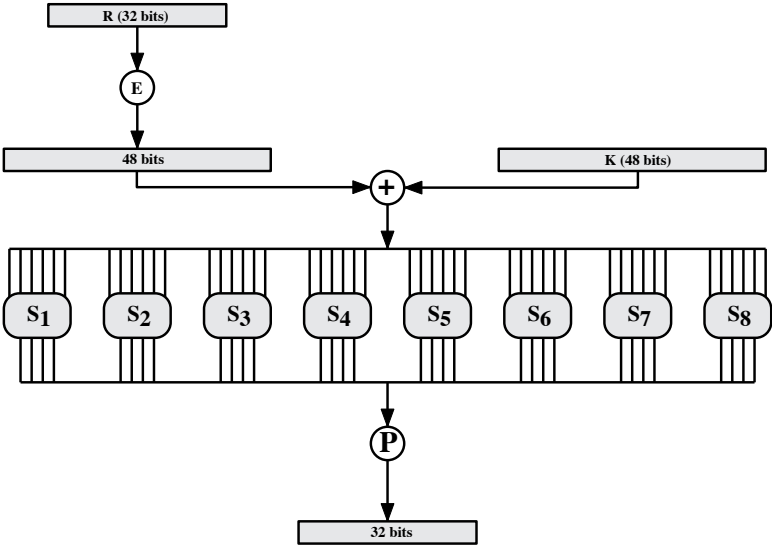 R (32 bits)
E
48 bits
K (48 bits)
+
S1 S2 S3 S4 S5 S6 S7 S8
P
32 bits